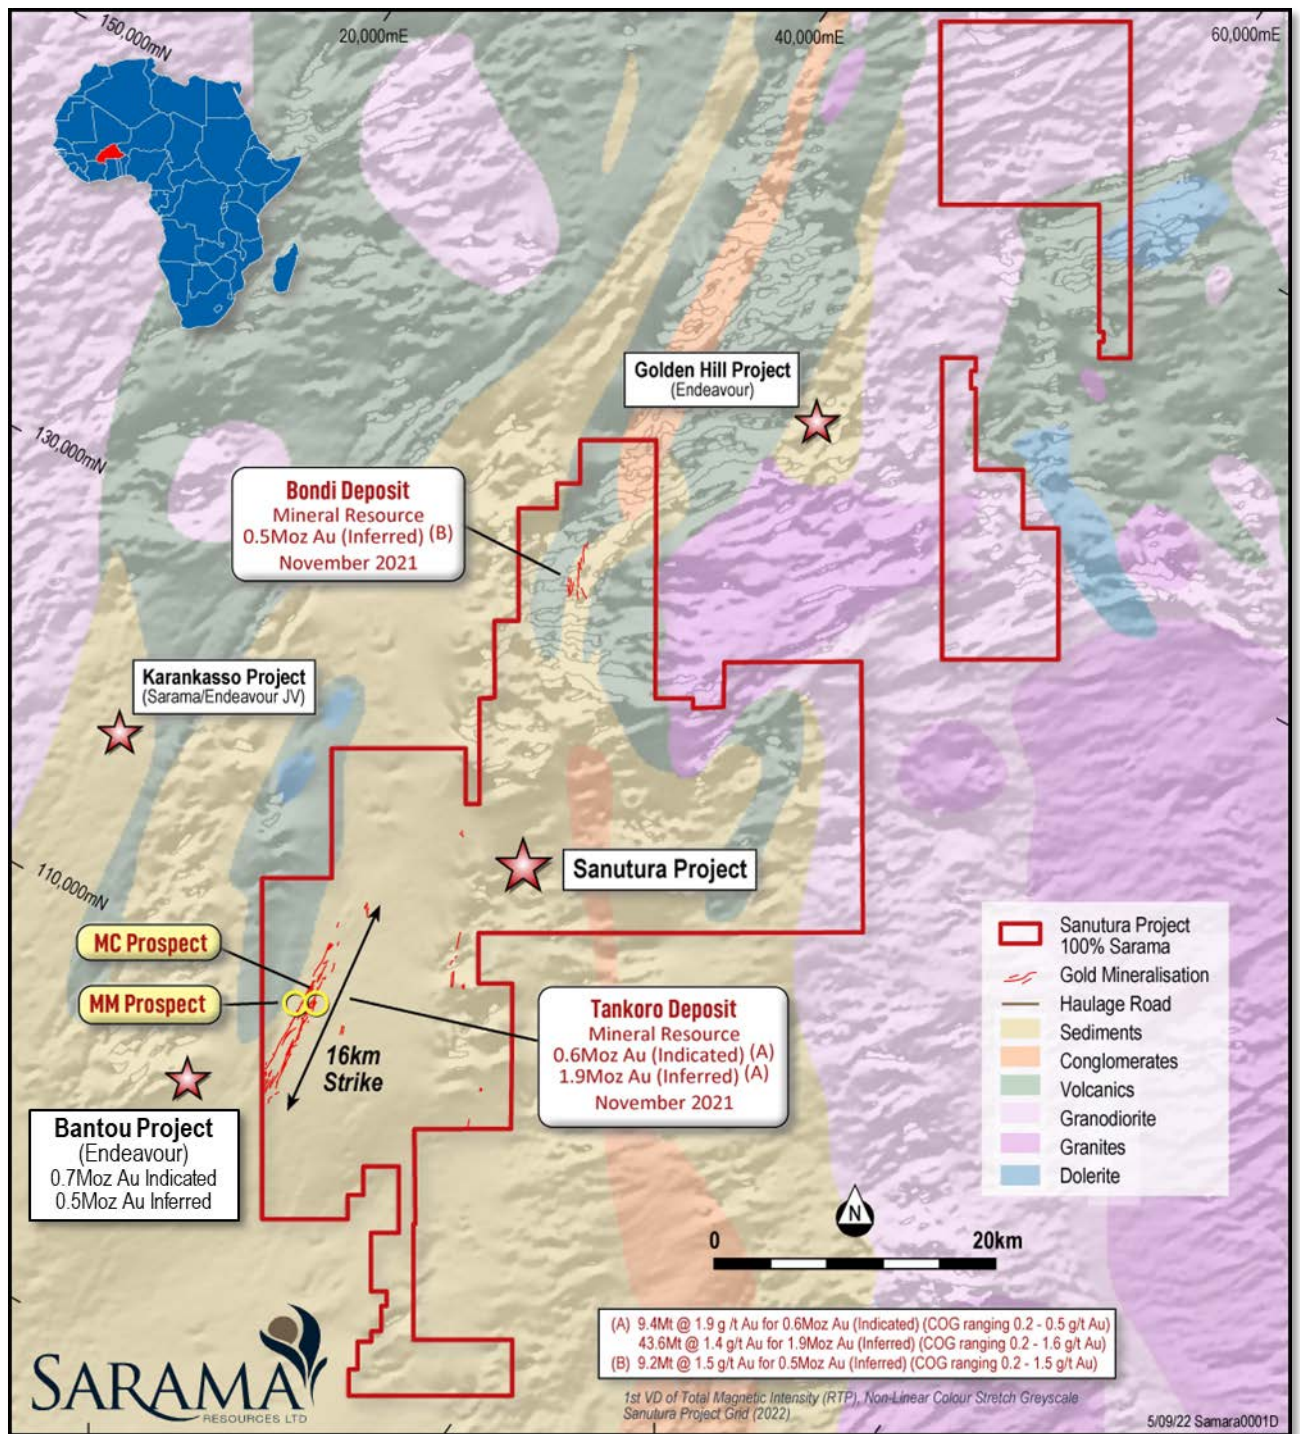 150,000mN
20,000mE
40,000mE
60,000mE
Golden Hill Project
(Endeavour)
130,000mN
Bondi Deposit
Mineral Resource
0.5Moz Au (Inferred) (B)
November 2021
Karankasso Project
(Sarama/Endeavour JV)
Sanutura Project
110,000mN
MC Prospect
MM Prospect
16km
Strike
Tankoro Deposit
Mineral Resource
0.6Moz Au (Indicated) (A)
1.9Moz Au (Inferred) (A)
November 2021
Bantou Project
(Endeavour)
0.7Moz Au Indicated
0.5Moz Au Inferred
Sanutura Project
100% Sarama
Gold Mineralisation
Haulage Road
Sediments
Conglomerates
Volcanics
Granodiorite
Granites
Dolerite
N
0 20km
(A) 9.4Mt @ 1.9 g /t Au for 0.6Moz Au (Indicated) (COG ranging 0.2 - 0.5 g/t Au)
43.6Mt @ 1.4 g/t Au for 1.9Moz Au (Inferred) (COG ranging 0.2 - 1.6 g/t Au)
(B) 9.2Mt @ 1.5 g/t Au for 0.5Moz Au (Inferred) (COG ranging 0.2 - 1.5 g/t Au)
SARAMA
RESOURCES LTD
1st VD of Total Magnetic Intensity (RTP), Non-Linear Colour Stretch Greyscale
Sanutura Project Grid (2022)
5/09/22 Samara0001D